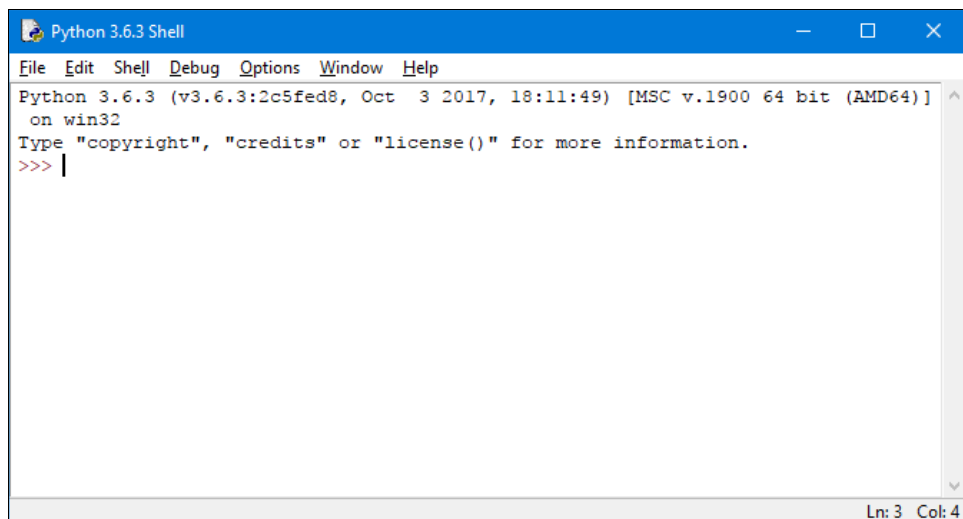 Python 3.6.3 Shell
File Edit Shell Debug Options Window Help
Python 3.6.3 (v3.6.3:2c5fed8, Oct  3 2017, 18:11:49) [MSC v.1900 64 bit (AMD64)]
 on win32
Type "copyright", "credits" or "license()" for more information.
>>>
Ln: 3 Col: 4